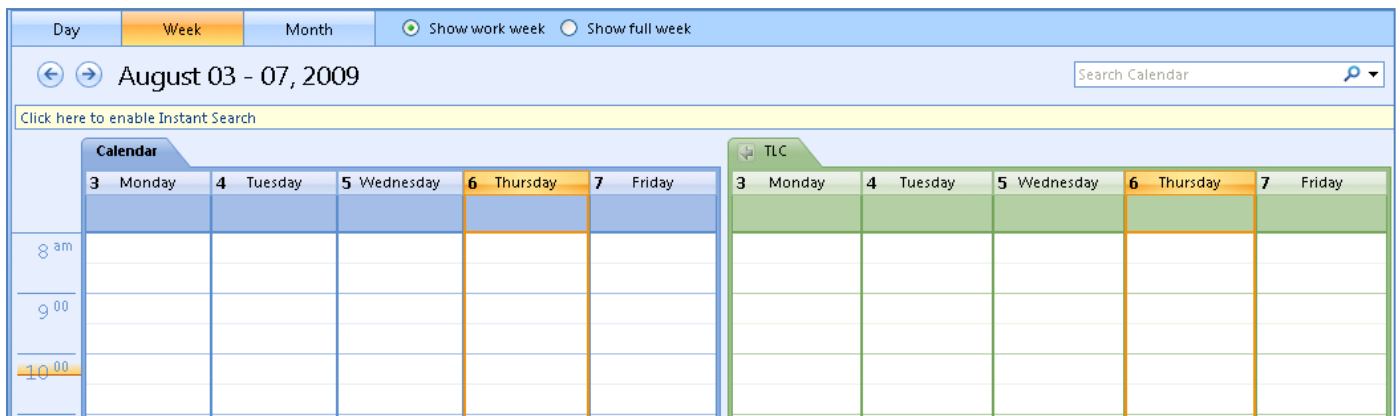 Day Week Month Show work week Show full week
August 03 - 07, 2009 Search Calendar
Click here to enable Instant Search
Calendar TLC
3 Monday 4 Tuesday 5 Wednesday 6 Thursday 7 Friday 3 Monday 4 Tuesday 5 Wednesday 6 Thursday 7 Friday
8 am
9 00
10 00